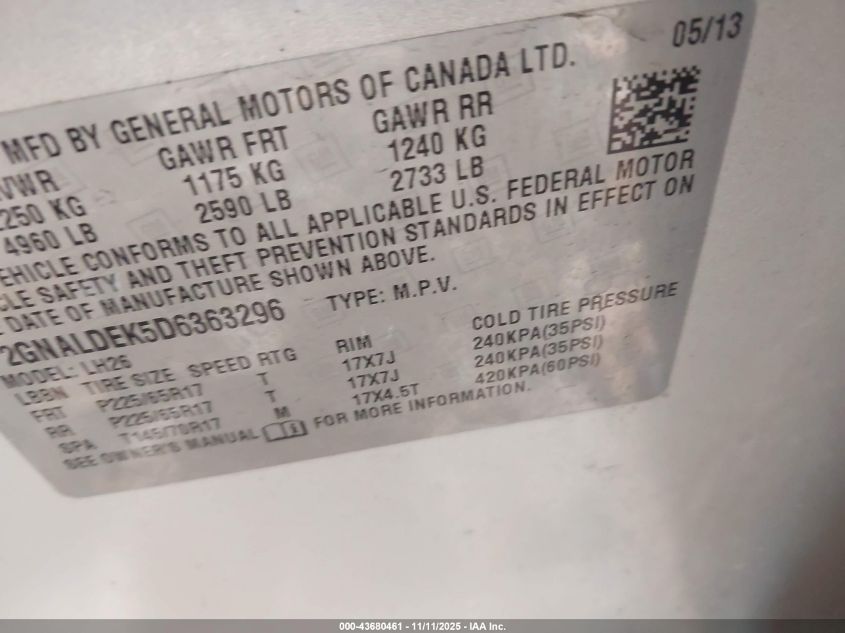 05/13
MFD BY GENERAL MOTORS OF CANADA LTD.
GVWR GAWR FRT GAWR RR
2250 KG 1175 KG 1240 KG
4960 LB 2590 LB 2733 LB
VEHICLE CONFORMS TO ALL APPLICABLE U.S. FEDERAL MOTOR
CLE SAFETY AND THEFT PREVENTION STANDARDS IN EFFECT ON
DATE OF MANUFACTURE SHOWN ABOVE.
2GNALDEK5D6363296 TYPE: M.P.V.
MODEL: LH26
LBBN TIRE SIZE SPEED RTG RIM COLD TIRE PRESSURE
FRT P225/65R17 T 17X7J 240KPA(35PSI)
RR P225/65R17 T 17X7J 240KPA(35PSI)
SPA T145/70R17 M 17X4.5T 420KPA(60PSI)
SEE OWNER'S MANUAL FOR MORE INFORMATION.
000-43680461 - 11/11/2025 - IAA Inc.